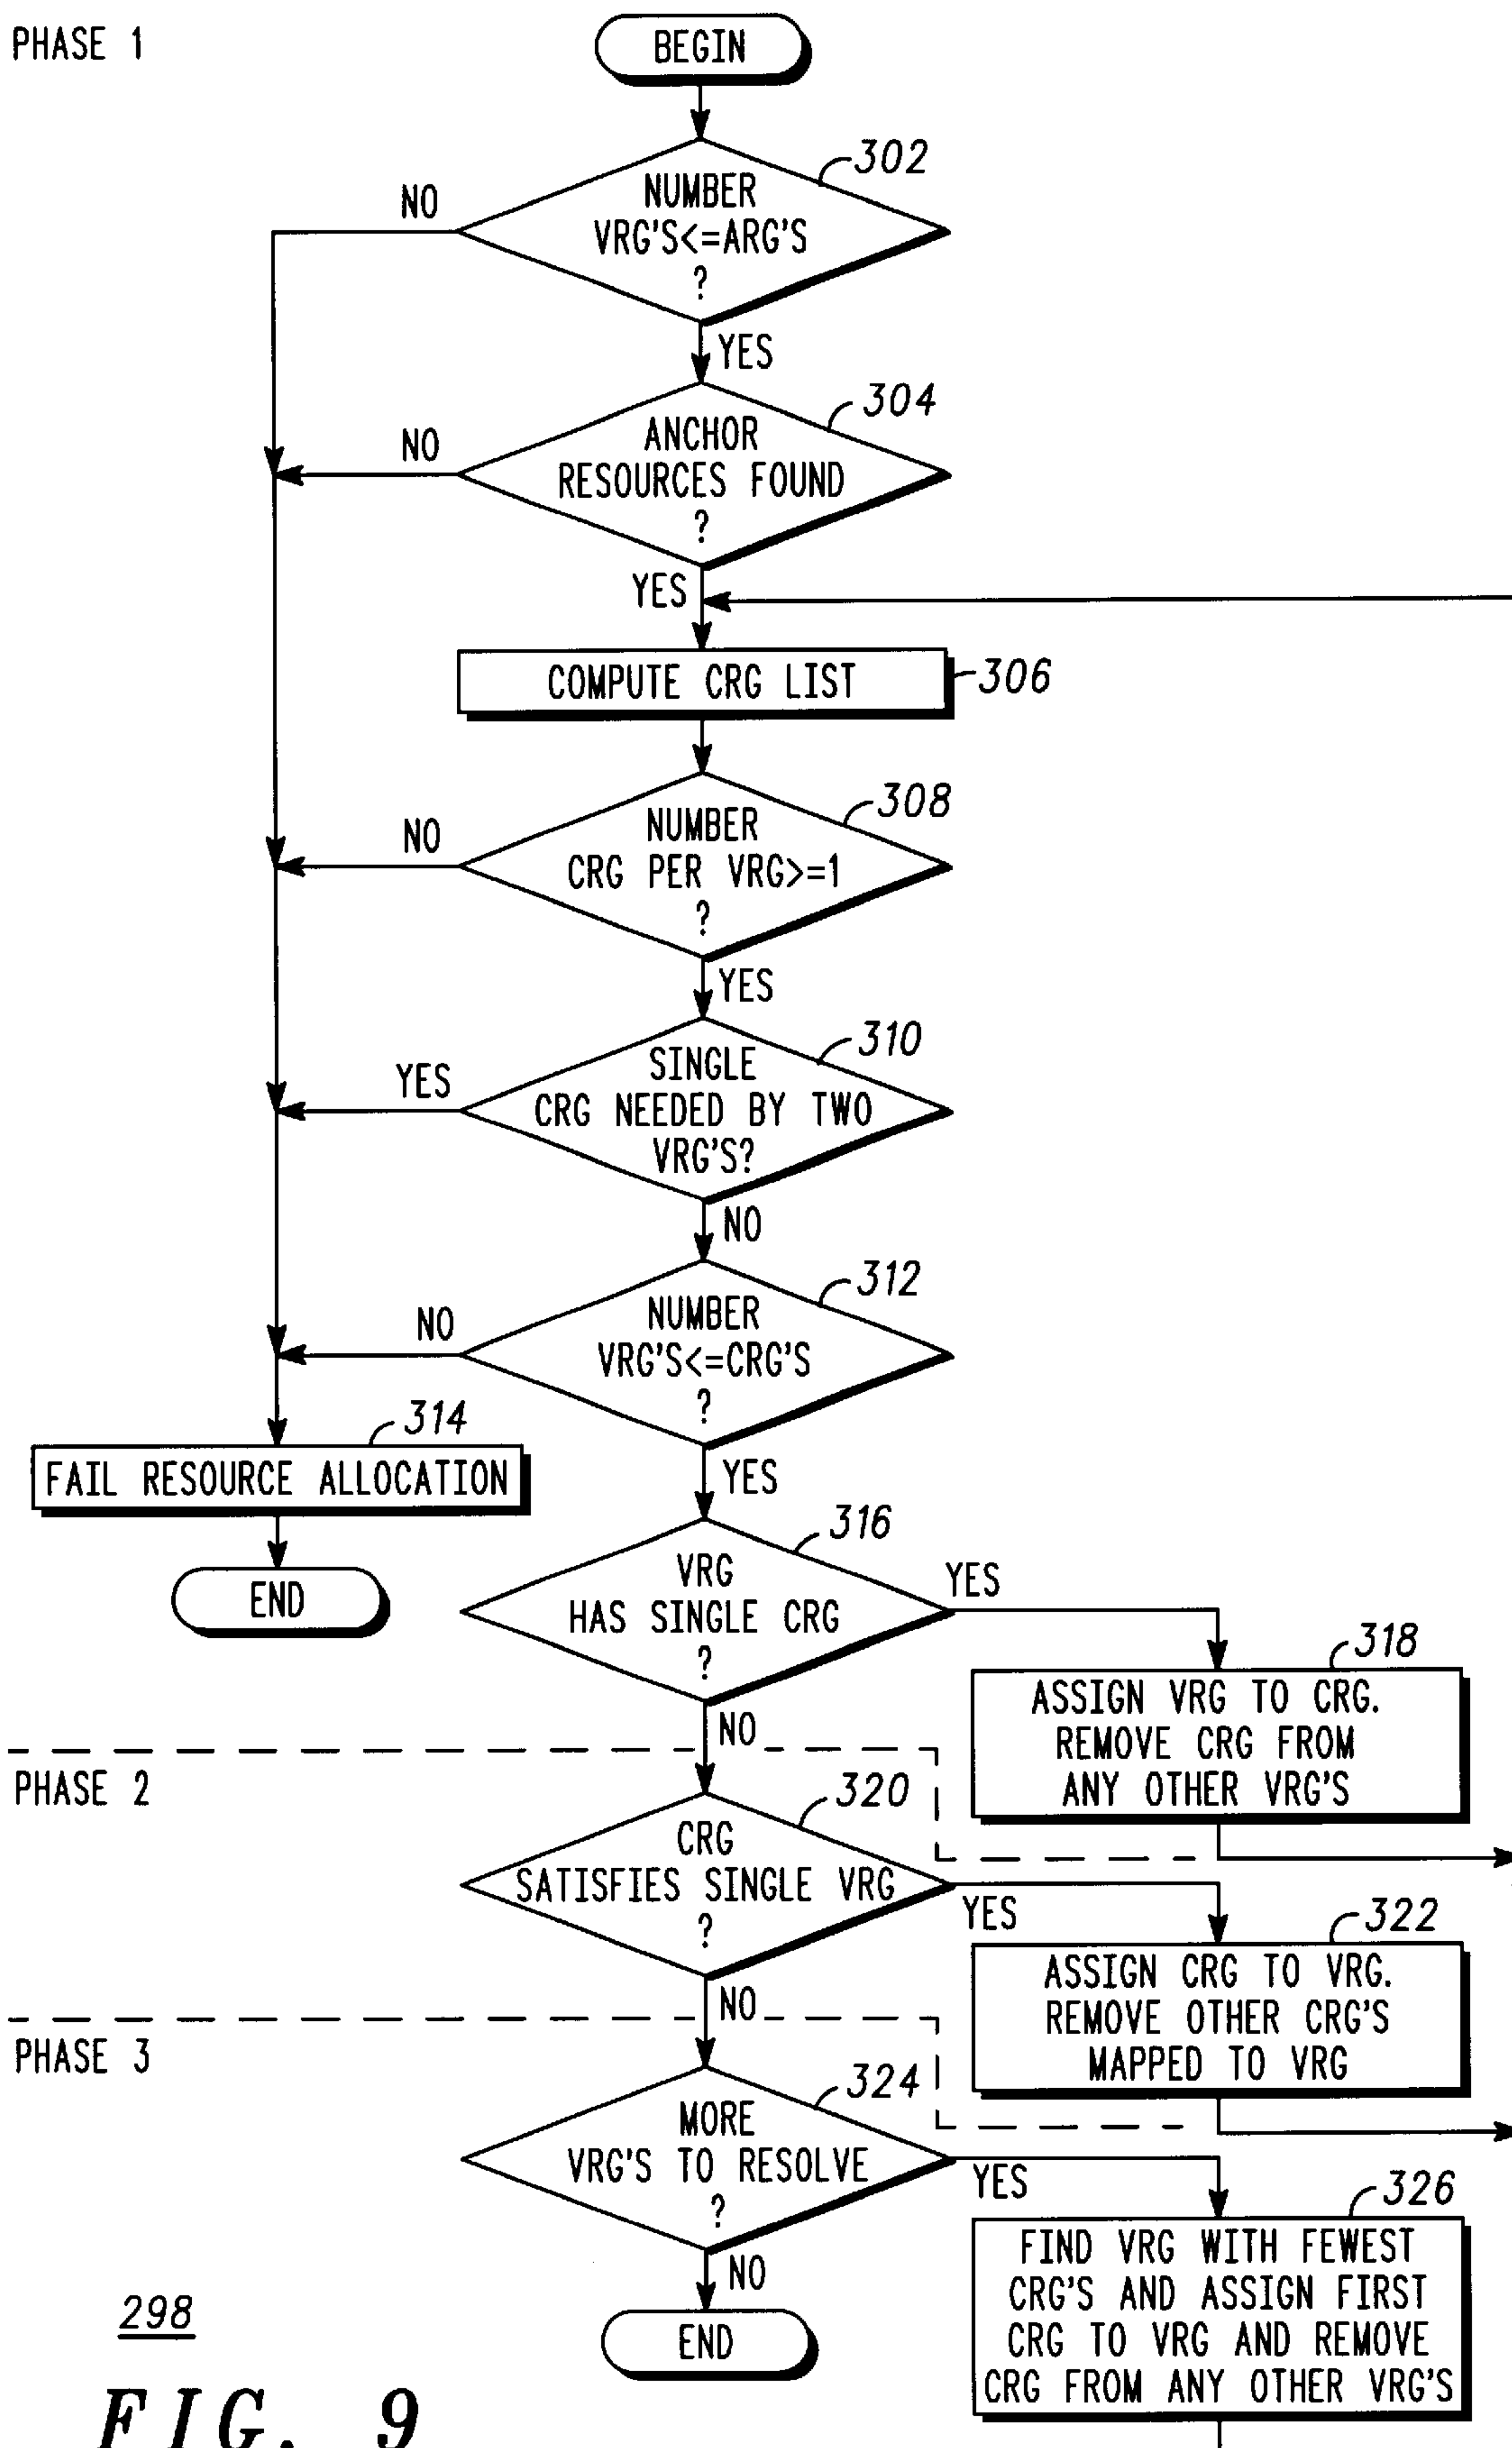 PHASE 1
BEGIN
302
NUMBER
VRG'S<=ARG'S
?
NO
YES
304
ANCHOR
RESOURCES FOUND
?
NO
YES
COMPUTE CRG LIST
306
308
NUMBER
CRG PER VRG>=1
?
NO
YES
310
SINGLE
CRG NEEDED BY TWO
VRG'S?
YES
NO
312
NUMBER
VRG'S<=CRG'S
?
NO
YES
314
FAIL RESOURCE ALLOCATION
END
316
VRG
HAS SINGLE CRG
?
YES
NO
318
ASSIGN VRG TO CRG.
REMOVE CRG FROM
ANY OTHER VRG'S
PHASE 2
320
CRG
SATISFIES SINGLE VRG
?
YES
NO
322
ASSIGN CRG TO VRG.
REMOVE OTHER CRG'S
MAPPED TO VRG
PHASE 3
324
MORE
VRG'S TO RESOLVE
?
YES
NO
326
FIND VRG WITH FEWEST
CRG'S AND ASSIGN FIRST
CRG TO VRG AND REMOVE
CRG FROM ANY OTHER VRG'S
END
298
FIG. 9